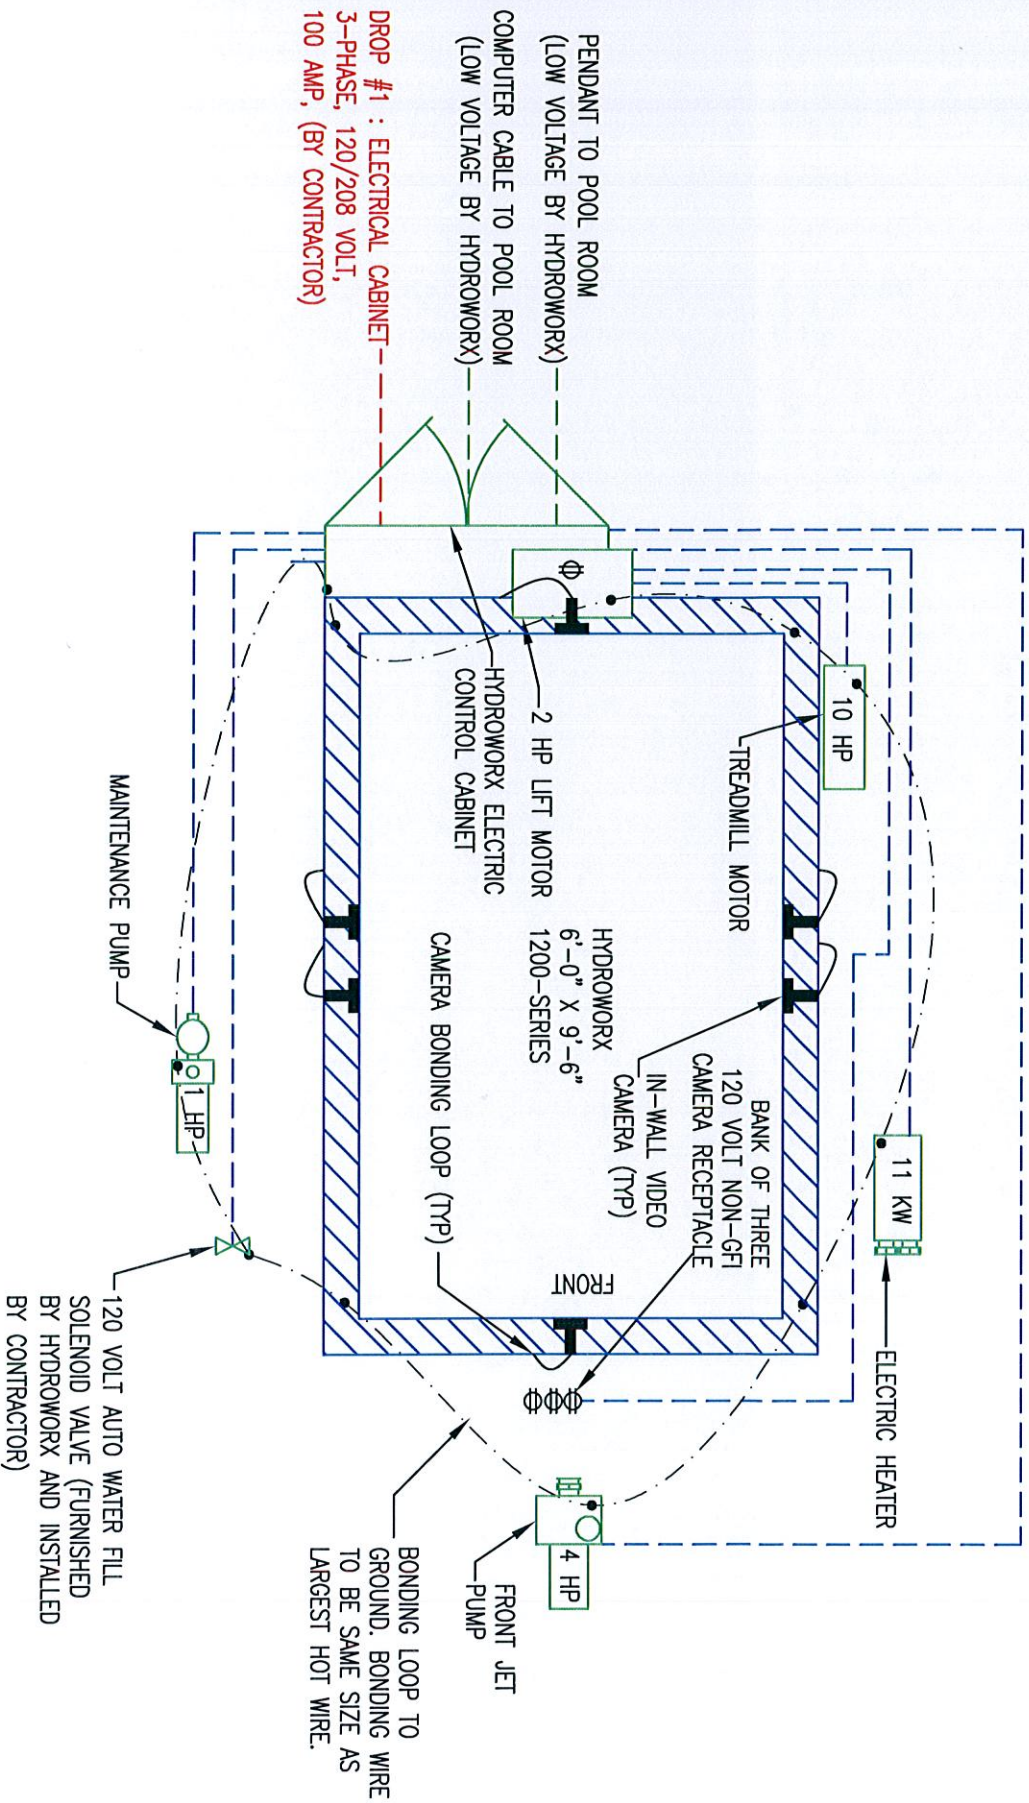 PENDANT TO POOL ROOM
(LOW VOLTAGE BY HYDROWORX)
COMPUTER CABLE TO POOL ROOM
(LOW VOLTAGE BY HYDROWORX)
DROP #1 : ELECTRICAL CABINET
3-PHASE, 120/208 VOLT,
100 AMP, (BY CONTRACTOR)
10 HP
TREADMILL MOTOR
2 HP LIFT MOTOR
HYDROWORX ELECTRIC
CONTROL CABINET
HYDROWORX
6'-0" X 9'-6"
1200-SERIES
IN-WALL VIDEO
CAMERA (TYP)
BANK OF THREE
120 VOLT NON-GFI
CAMERA RECEPTACLE
CAMERA BONDING LOOP (TYP)
FRONT
11 KW
ELECTRIC HEATER
MAINTENANCE PUMP
1 HP
4 HP
FRONT JET
PUMP
BONDING LOOP TO
GROUND. BONDING WIRE
TO BE SAME SIZE AS
LARGEST HOT WIRE.
120 VOLT AUTO WATER FILL
SOLENOID VALVE (FURNISHED
BY HYDROWORX AND INSTALLED
BY CONTRACTOR)